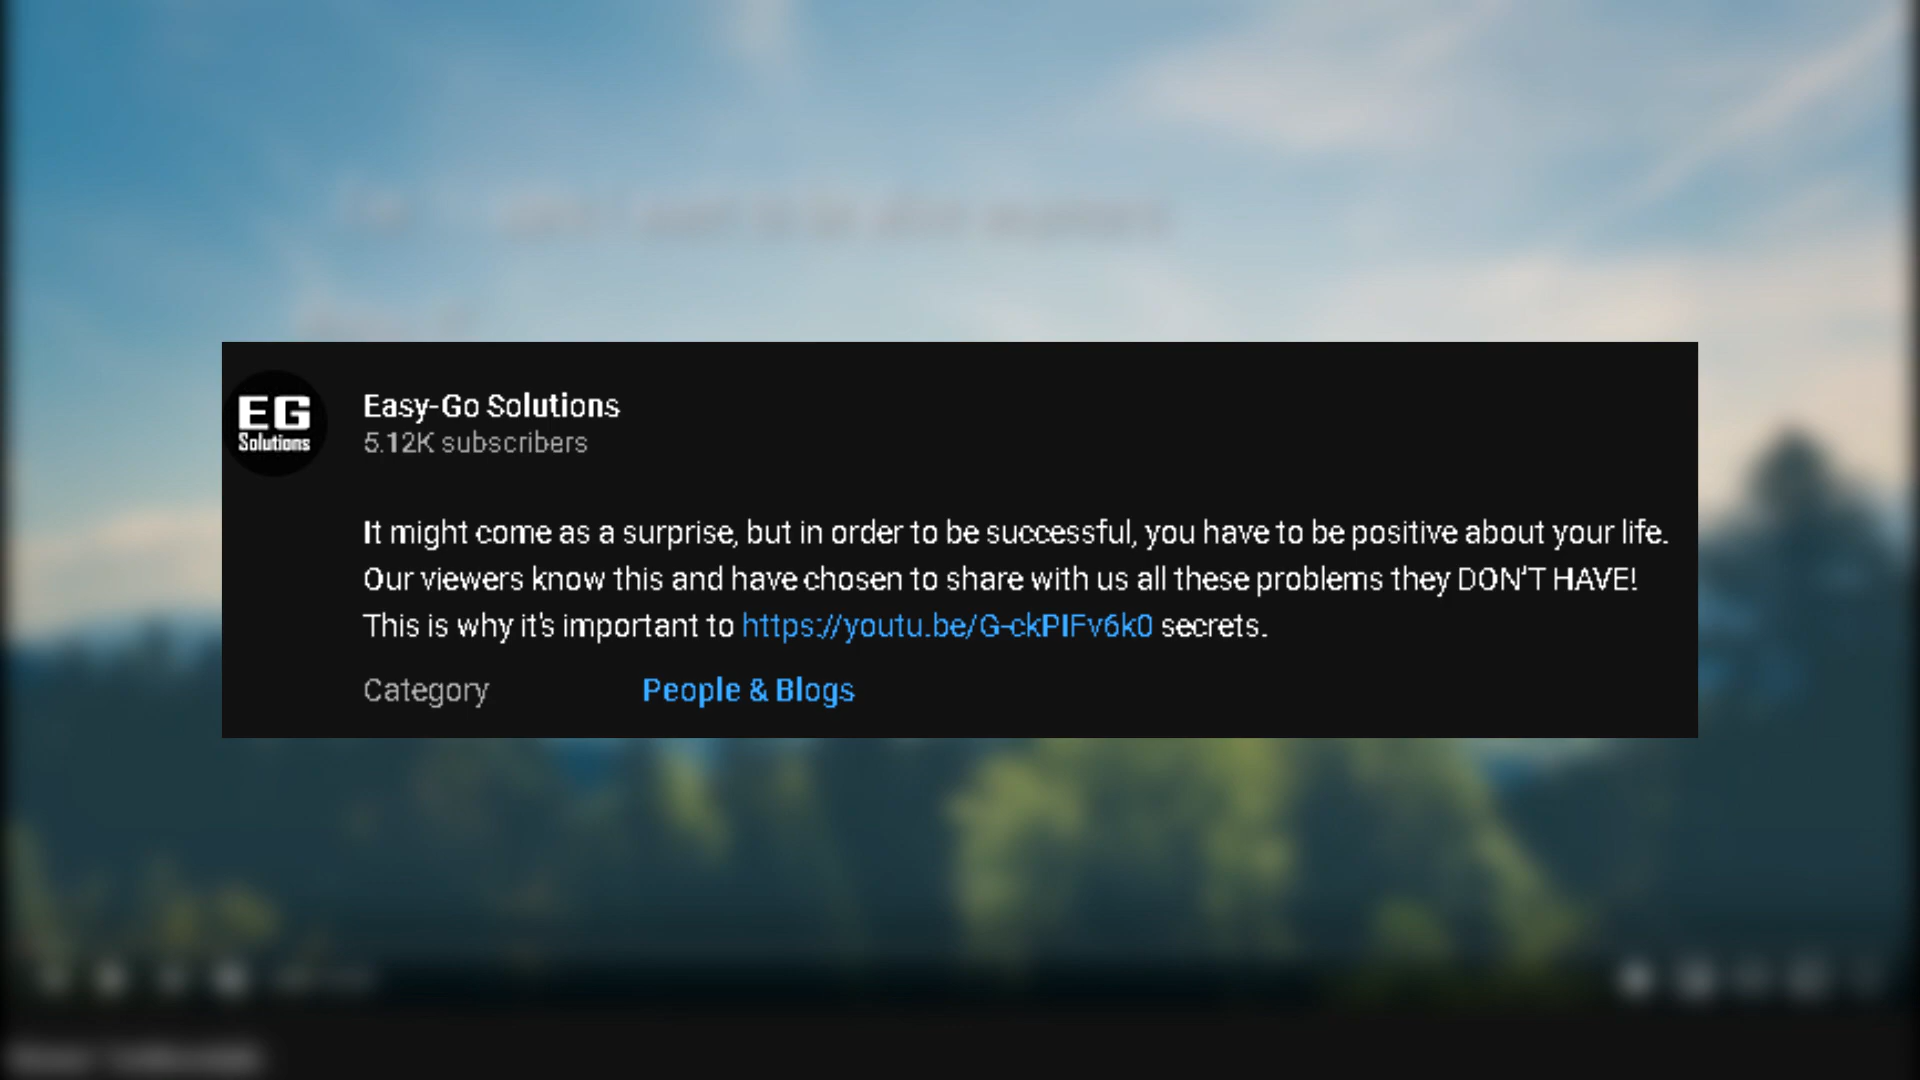 EG
Solutions
Easy-Go Solutions
5.12K subscribers
It might come as a surprise, but in order to be successful, you have to be positive about your life.
Our viewers know this and have chosen to share with us all these problems they DON'T HAVE!
This is why it's important to https://youtu.be/G-ckPIFv6k0 secrets.
Category People & Blogs